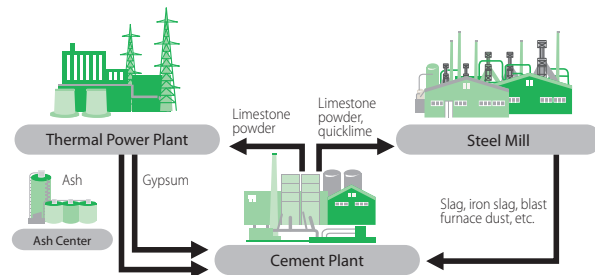 Limestone
powder
Limestone
powder,
quicklime
Thermal Power Plant
Steel Mill
Ash
Gypsum
Slag, iron slag, blast
furnace dust, etc.
Ash Center
Cement Plant